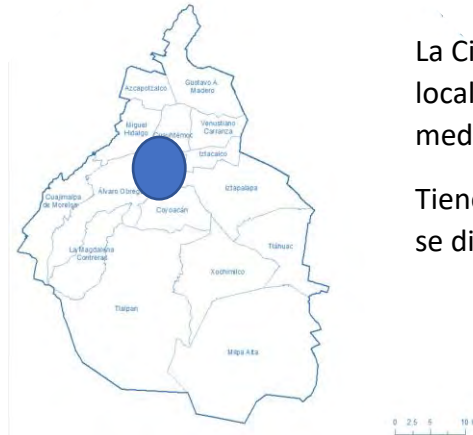 La Ci
local
med
Tien
se di
Azcapotzalco
Gustavo A.
Madero
Miguel
Hidalgo
Cuauhtémoc
Venustiano
Carranza
Iztacalco
Cuajimalpa
de Morelos
Álvaro Obreg
Iztapalapa
Coyoacán
La Magdalena
Contreras
Tláhuac
Xochimilco
Tlalpan
Milpa Alta
0 2.5 5 10